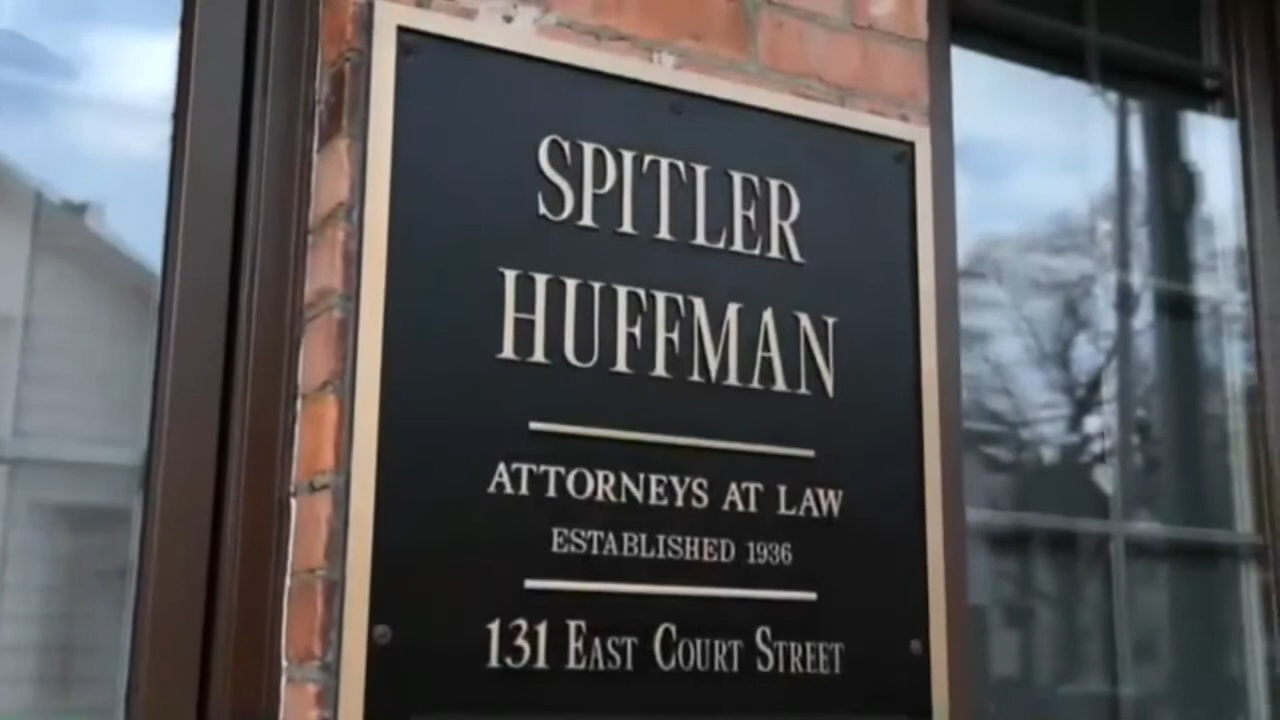 SPITLER
HUFFMAN
ATTORNEYS AT LAW
ESTABLISHED 1936
131 EAST COURT STREET